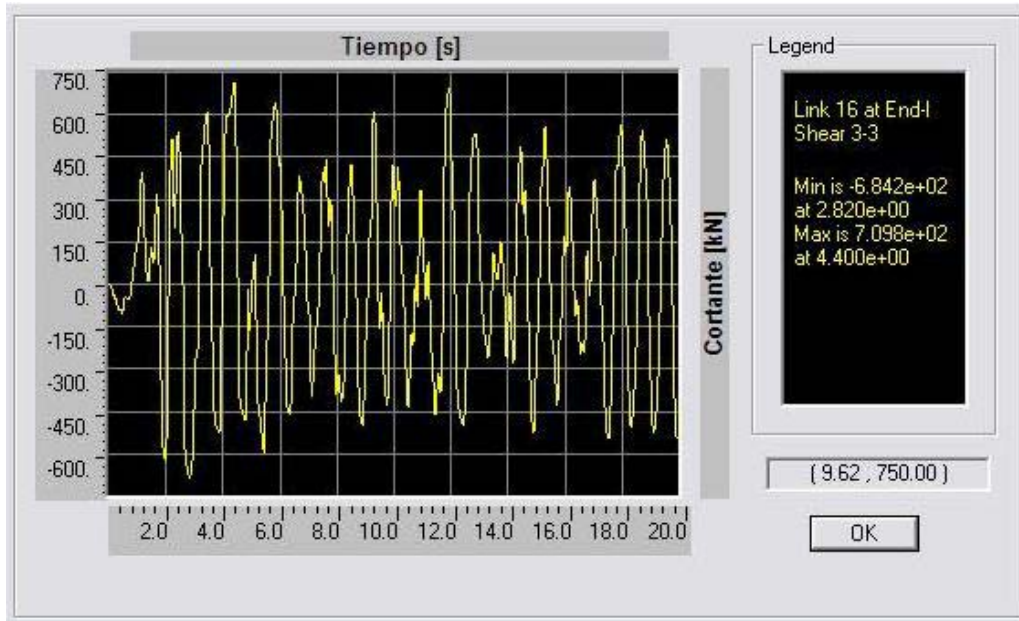 Tiempo [s]
750.
600.
450.
300.
150.
0.
-150.
-300.
-450.
-600.
2.0 4.0 6.0 8.0 10.0 12.0 14.0 16.0 18.0 20.0
Cortante [kN]
Legend
Link 16 at End-I
Shear 3-3
Min is -6.842e+02
at 2.820e+00
Max is 7.098e+02
at 4.400e+00
( 9.62 , 750.00 )
OK